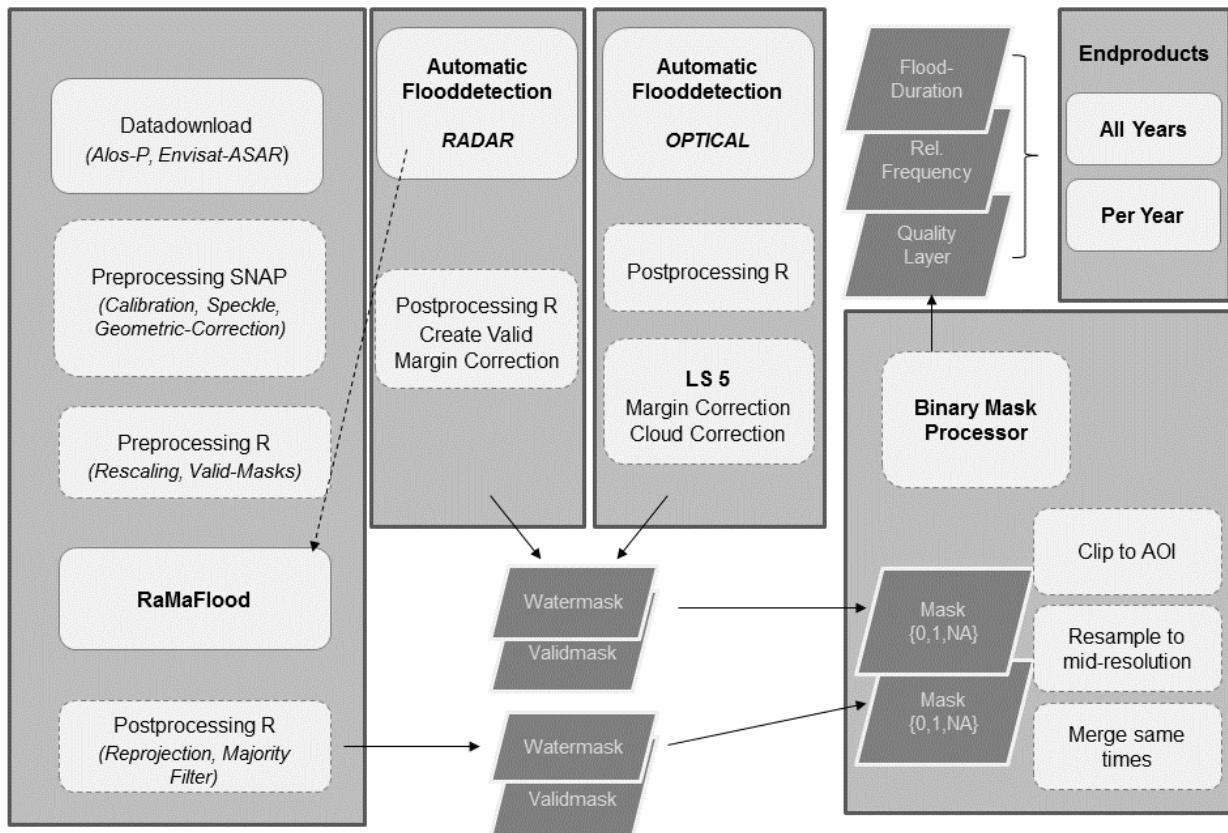 Datadownload
(Alos-P, Envisat-ASAR)
Preprocessing SNAP
(Calibration, Speckle,
Geometric-Correction)
Preprocessing R
(Rescaling, Valid-Masks)
RaMaFlood
Postprocessing R
(Reprojection, Majority
Filter)
Automatic
Flooddetection
RADAR
Postprocessing R
Create Valid
Margin Correction
Automatic
Flooddetection
OPTICAL
Postprocessing R
LS 5
Margin Correction
Cloud Correction
Watermask
Validmask
Watermask
Validmask
Flood-
Duration
Rel.
Frequency
Quality
Layer
Endproducts
All Years
Per Year
Binary Mask
Processor
Mask
{0,1,NA}
Mask
{0,1,NA}
Clip to AOI
Resample to
mid-resolution
Merge same
times